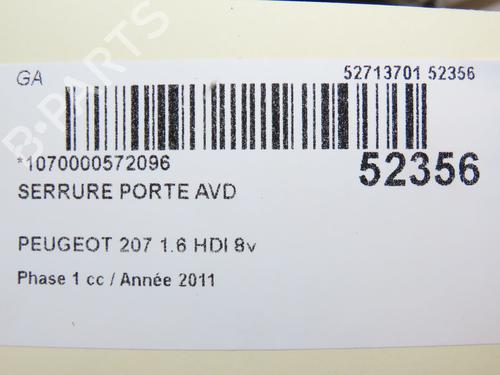 GA
52713701 52356
*1070000572096
52356
SERRURE PORTE AVD
PEUGEOT 207 1.6 HDI 8v
Phase 1 cc / Année 2011
B-PARTS